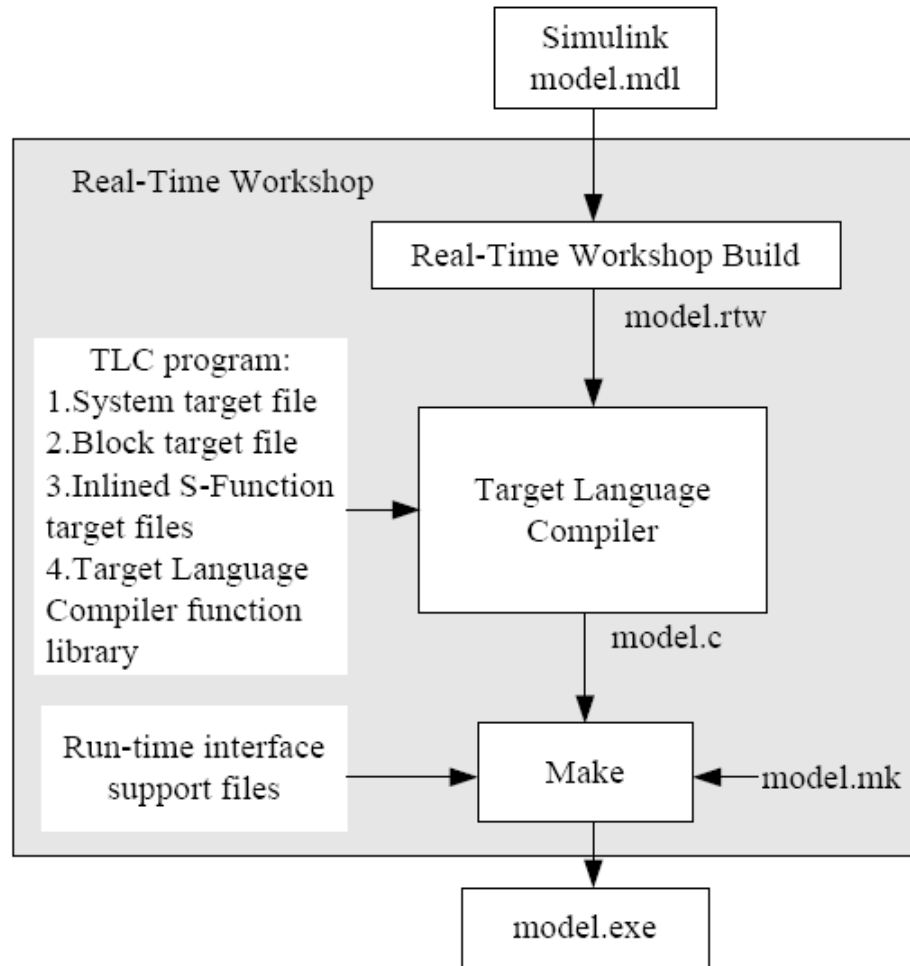 Simulink
model.mdl
Real-Time Workshop
Real-Time Workshop Build
model.rtw
TLC program:
1.System target file
2.Block target file
3.Inlined S-Function
target files
4.Target Language
Compiler function
library
Target Language
Compiler
model.c
Run-time interface
support files
Make
model.mk
model.exe